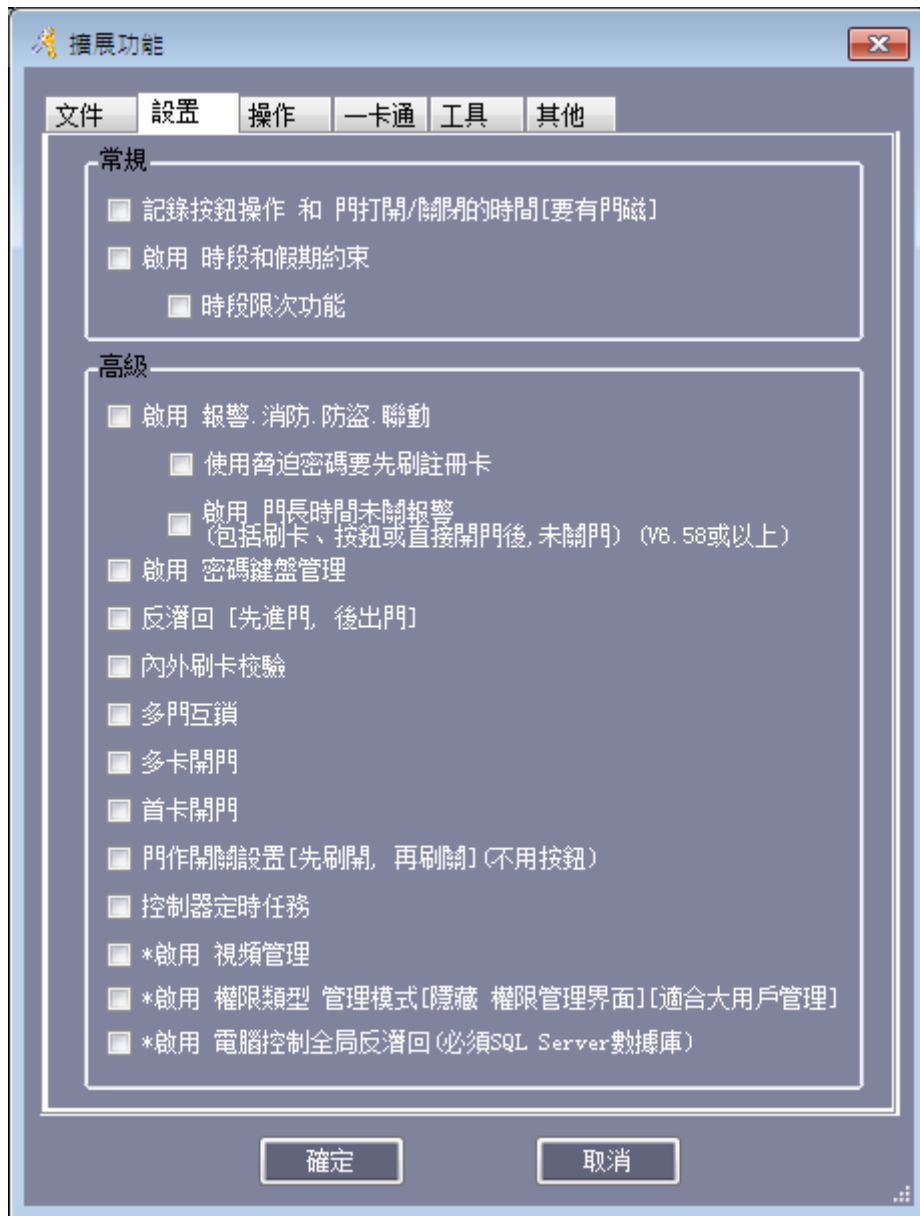 擴展功能
文件 設置 操作 一卡通 工具 其他
常規
記錄按鈕操作 和 門打開/關閉的時間[要有門磁]
啟用 時段和假期約束
時段限次功能
高級
啟用 報警.消防.防盜.聯動
使用脅迫密碼要先刷註冊卡
啟用 門長時間未關報警
(包括刷卡、按鈕或直接開門後,未關門) (V6.58或以上)
啟用 密碼鍵盤管理
反潛回 [先進門, 後出門]
內外刷卡校驗
多門互鎖
多卡開門
首卡開門
門作開關設置[先刷開, 再刷關](不用按鈕)
控制器定時任務
*啟用 視頻管理
*啟用 權限類型 管理模式[隱藏 權限管理界面][適合大用戶管理]
*啟用 電腦控制全局反潛回(必須SQL Server數據庫)
確定 取消